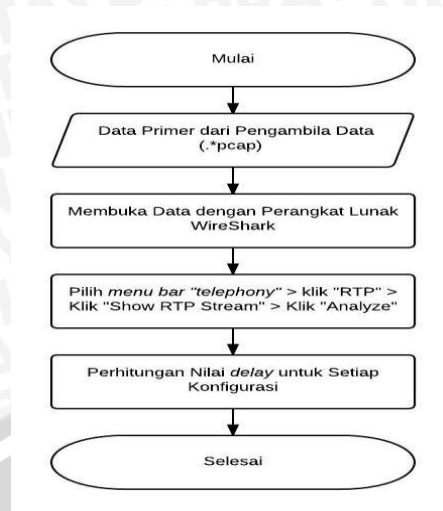 Mulai
Data Primer dari Pengambila Data
(.*pcap)
Membuka Data dengan Perangkat Lunak
WireShark
Pilih menu bar "telephony" > klik "RTP" >
Klik "Show RTP Stream" > Klik "Analyze"
Perhitungan Nilai delay untuk Setiap
Konfigurasi
Selesai